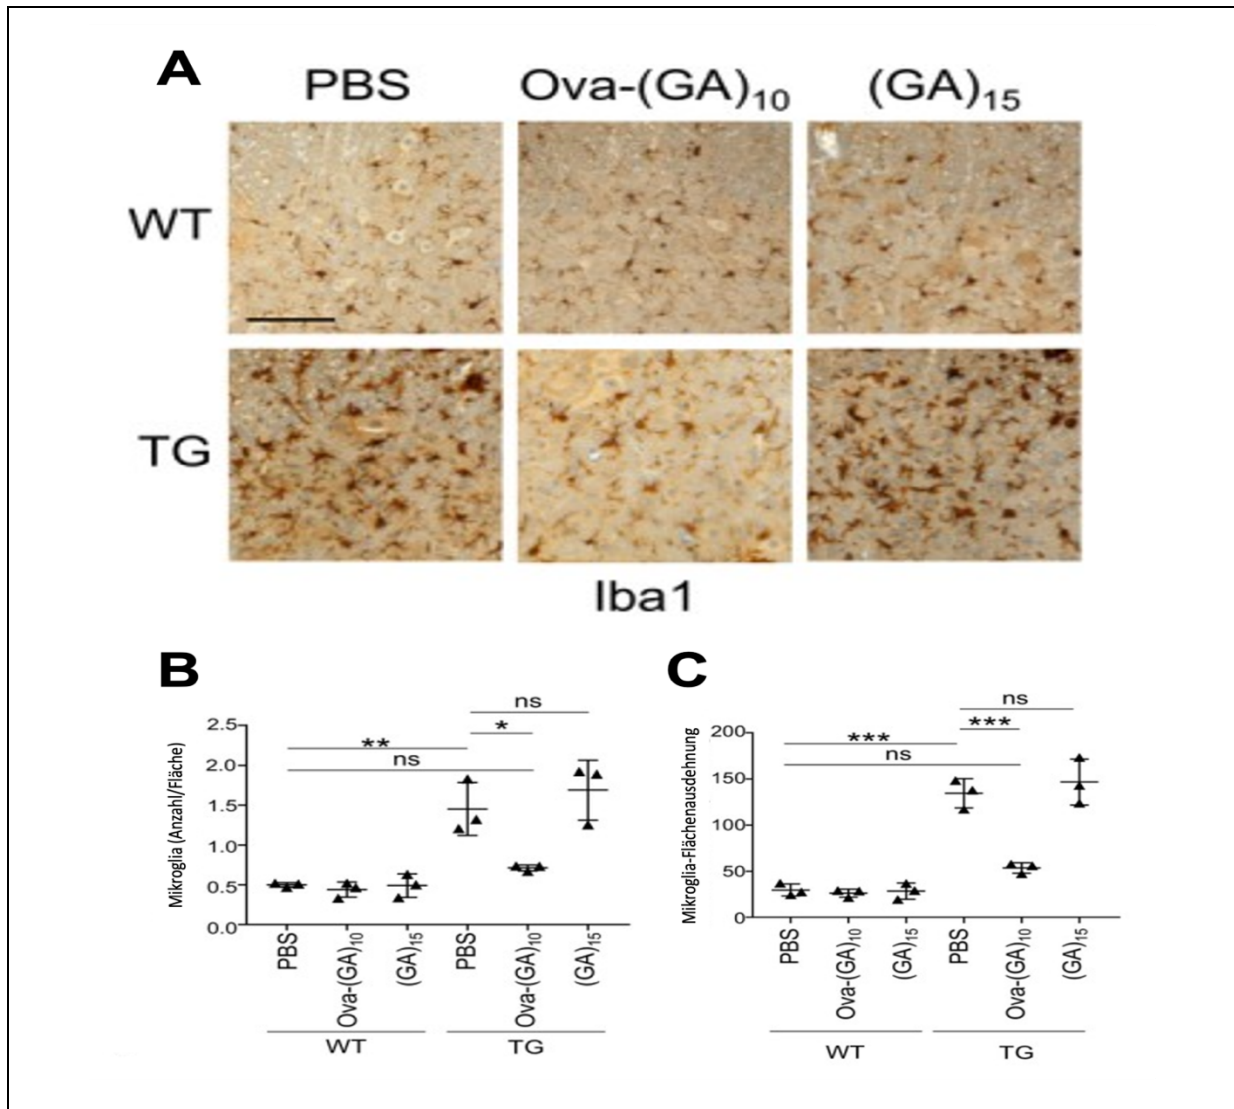 A
PBS Ova-(GA)₁₀ (GA)₁₅
WT
TG
Iba1
B
Mikroglia (Anzahl/Fläche)
2.5
2.0
1.5
1.0
0.5
0.0
ns
*
**
ns
PBS
Ova-(GA)₁₀
(GA)₁₅
PBS
Ova-(GA)₁₀
(GA)₁₅
WT TG
C
Mikroglia-Flächenausdehnung
200
150
100
50
0
ns
***
***
ns
PBS
Ova-(GA)₁₀
(GA)₁₅
PBS
Ova-(GA)₁₀
(GA)₁₅
WT TG